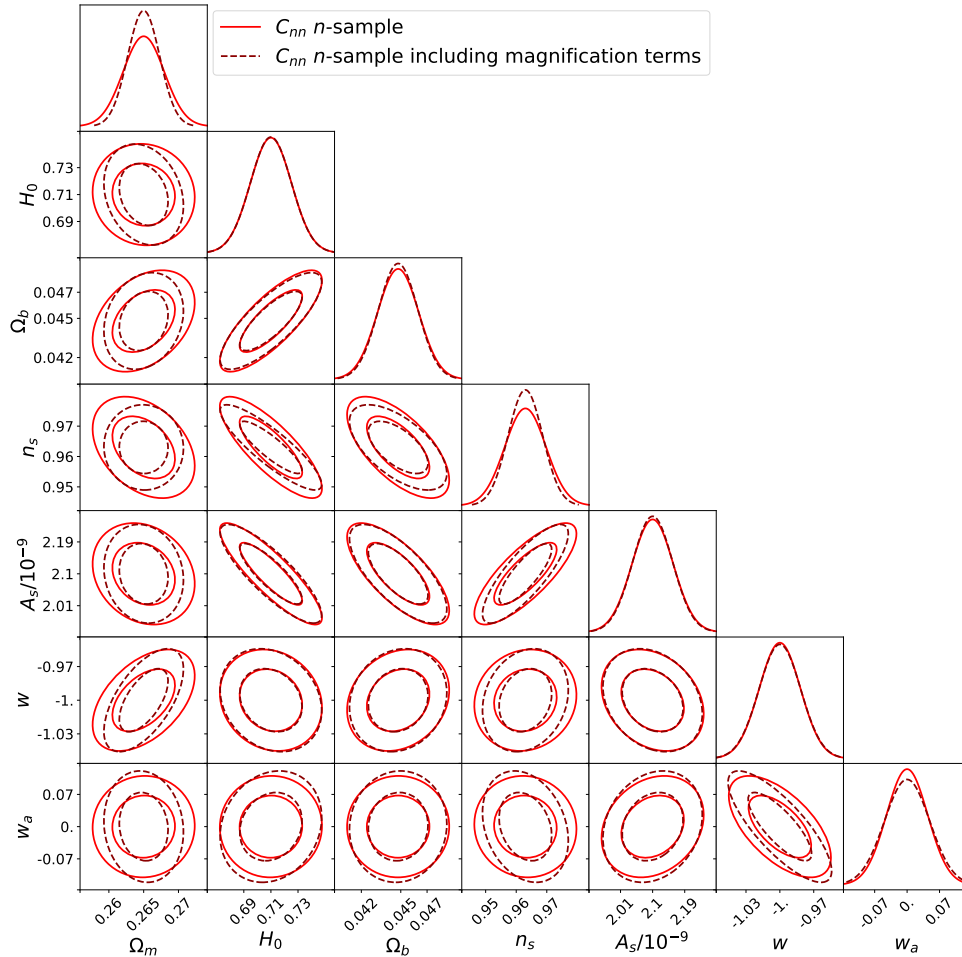 C_nn n-sample
C_nn n-sample including magnification terms
H_0
0.73
0.71
0.69
Ω_b
0.047
0.045
0.042
n_s
0.97
0.96
0.95
A_s/10^-9
2.19
2.1
2.01
w
-0.97
-1.
-1.03
w_a
0.07
0.
-0.07
0.26 0.265 0.27 0.69 0.71 0.73 0.042 0.045 0.047 0.95 0.96 0.97 2.01 2.1 2.19 -1.03 -1. -0.97 -0.07 0. 0.07
Ω_m H_0 Ω_b n_s A_s/10^-9 w w_a